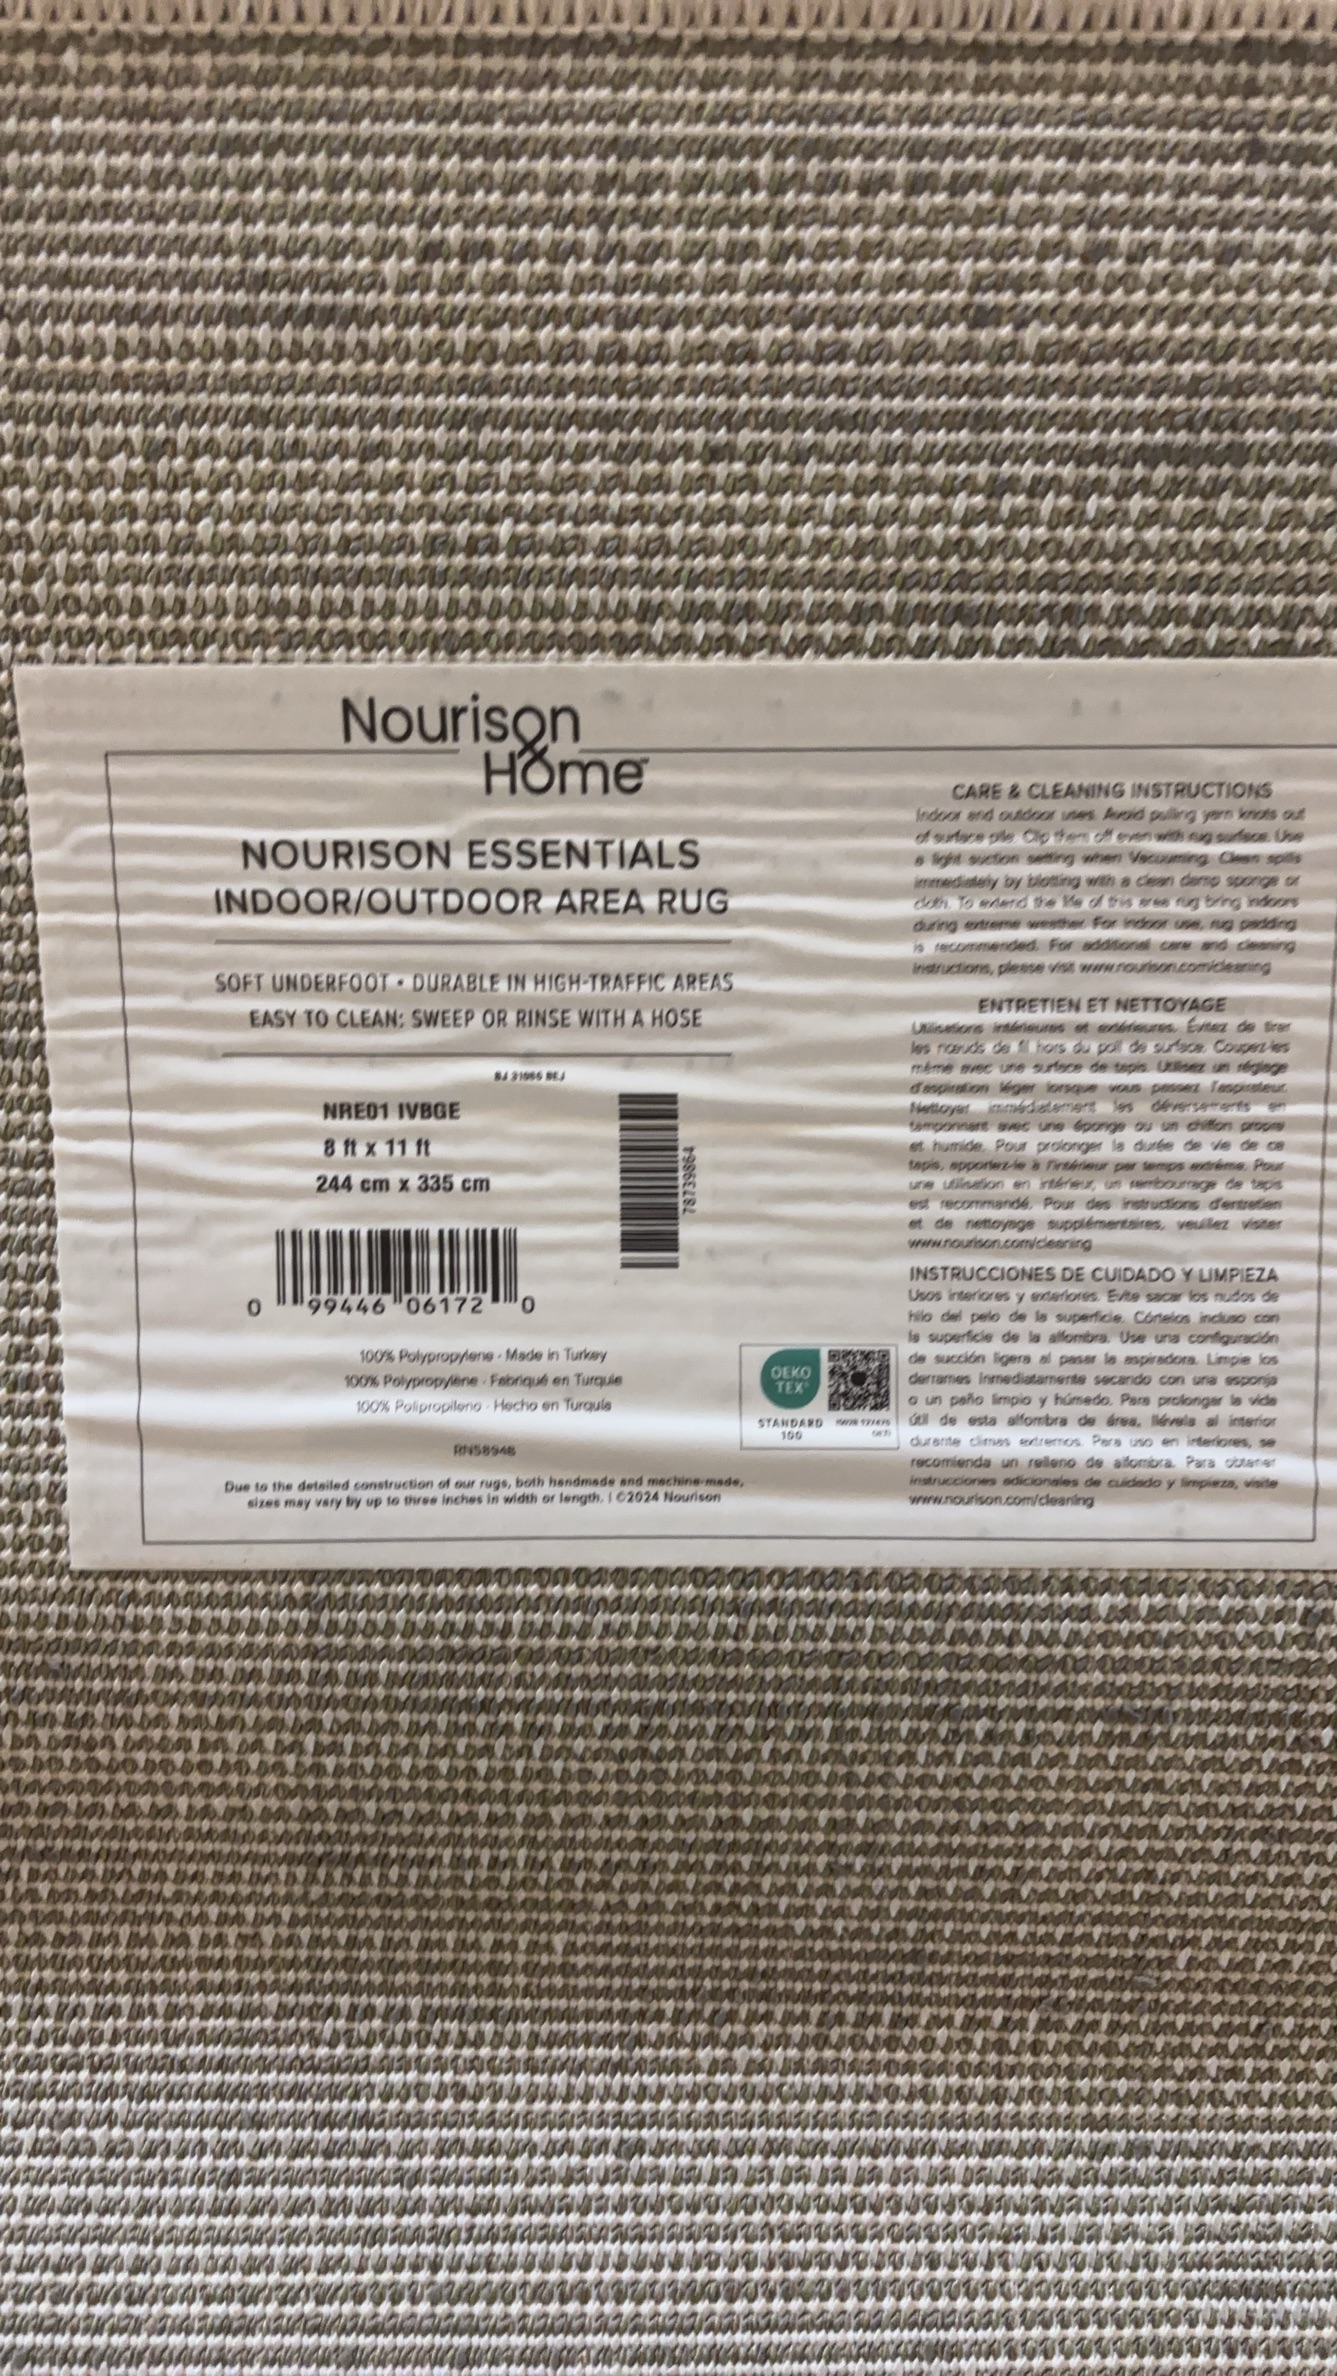 Nourison
Home
NOURISON ESSENTIALS
INDOOR/OUTDOOR AREA RUG
SOFT UNDERFOOT • DURABLE IN HIGH-TRAFFIC AREAS
EASY TO CLEAN: SWEEP OR RINSE WITH A HOSE
NRE01 IVBGE
8 ft x 11 ft
244 cm x 335 cm
78739864
0 99446 06172 0
100% Polypropylene - Made in Turkey
100% Polypropylène - Fabriqué en Turquie
100% Polipropileno - Hecho en Turquía
RN58948
Due to the detailed construction of our rugs, both handmade and machine-made,
sizes may vary by up to three inches in width or length. | ©2024 Nourison
OEKO
TEX®
STANDARD
100
CARE & CLEANING INSTRUCTIONS
Indoor and outdoor uses. Avoid pulling yarn knots out
of surface pile. Clip them off even with rug surface. Use
a light suction setting when Vacuuming. Clean spills
immediately by blotting with a clean damp sponge or
cloth. To extend the life of this area rug bring indoors
during extreme weather. For indoor use, rug padding
is recommended. For additional care and cleaning
instructions, please visit www.nourison.com/cleaning
ENTRETIEN ET NETTOYAGE
Utilisations intérieures et extérieures. Évitez de tirer
les nœuds de fil hors du poil de surface. Coupez-les
même avec une surface de tapis. Utilisez un réglage
d'aspiration léger lorsque vous passez l'aspirateur.
Nettoyer immédiatement les déversements en
tamponnant avec une éponge ou un chiffon propre
et humide. Pour prolonger la durée de vie de ce
tapis, apportez-le à l'intérieur par temps extrême. Pour
une utilisation en intérieur, un rembourrage de tapis
est recommandé. Pour des instructions d'entretien
et de nettoyage supplémentaires, veuillez visiter
www.nourison.com/cleaning
INSTRUCCIONES DE CUIDADO Y LIMPIEZA
Usos interiores y exteriores. Evite sacar los nudos de
hilo del pelo de la superficie. Córtelos incluso con
la superficie de la alfombra. Use una configuración
de succión ligera al pasar la aspiradora. Limpie los
derrames inmediatamente secando con una esponja
o un paño limpio y húmedo. Para prolongar la vida
útil de esta alfombra de área, llévela al interior
durante climas extremos. Para uso en interiores, se
recomienda un relleno de alfombra. Para obtener
instrucciones adicionales de cuidado y limpieza, visite
www.nourison.com/cleaning